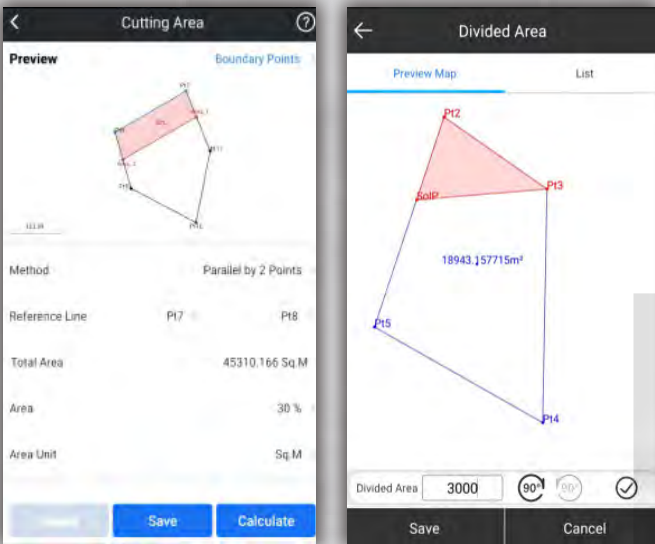 Cutting Area
?
Preview
Boundary Points
Pt7
Pt8
Method
Parallel by 2 Points
Reference Line
Pt7
Pt8
Total Area
45310.166 Sq.M
Area
30 %
Area Unit
Sq.M
Save
Calculate
Divided Area
Preview Map
List
Pt2
Pt3
SolP
18943.157715m²
Pt5
Pt4
Divided Area
3000
90°
90°
Save
Cancel